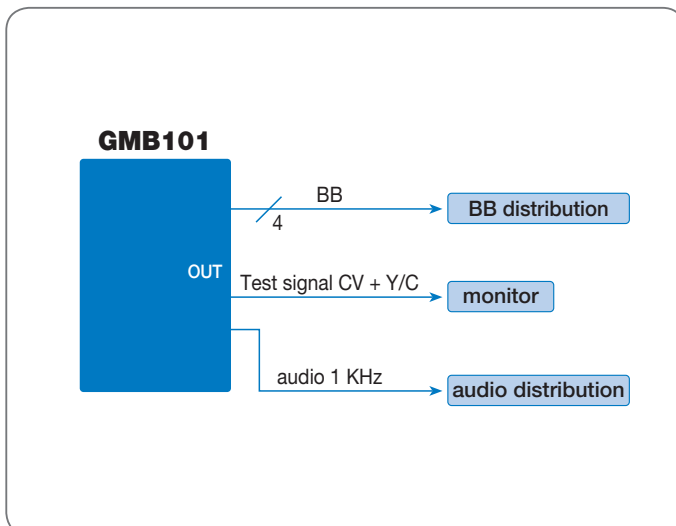 GMB101
BB
4
BB distribution
OUT
Test signal CV + Y/C
monitor
audio 1 KHz
audio distribution